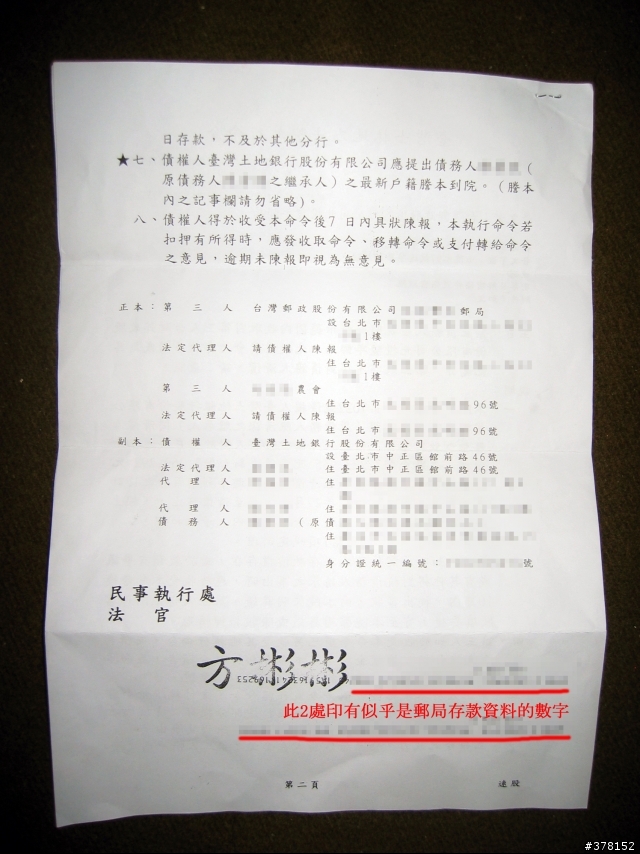 日存款，不及於其他分行。
★七、債權人臺灣土地銀行股份有限公司應提出債務人（
原債務人之繼承人）之最新戶籍謄本到院。（謄本
內之記事欄請勿省略）。
八、債權人得於收受本命令後7日內具狀陳報，本執行命令若
扣押有所得時，應發收取命令、移轉命令或支付轉給命令
之意見，逾期未陳報即視為無意見。
正本：第三人 台灣郵政股份有限公司 郵局
設台北市
1樓
法定代理人 請債權人陳報
住台北市
1樓
第三人 農會
住台北市 96號
法定代理人 請債權人陳報
住台北市 96號
副本：債權人 臺灣土地銀行股份有限公司
設臺北市中正區館前路46號
法定代理人 住臺北市中正區館前路46號
代理人 住
代理人 住
債務人 （原債
住
身分證統一編號： 號
民事執行處
法官
方彬彬
此2處印有似乎是郵局存款資料的數字
第二頁 速股
#378152